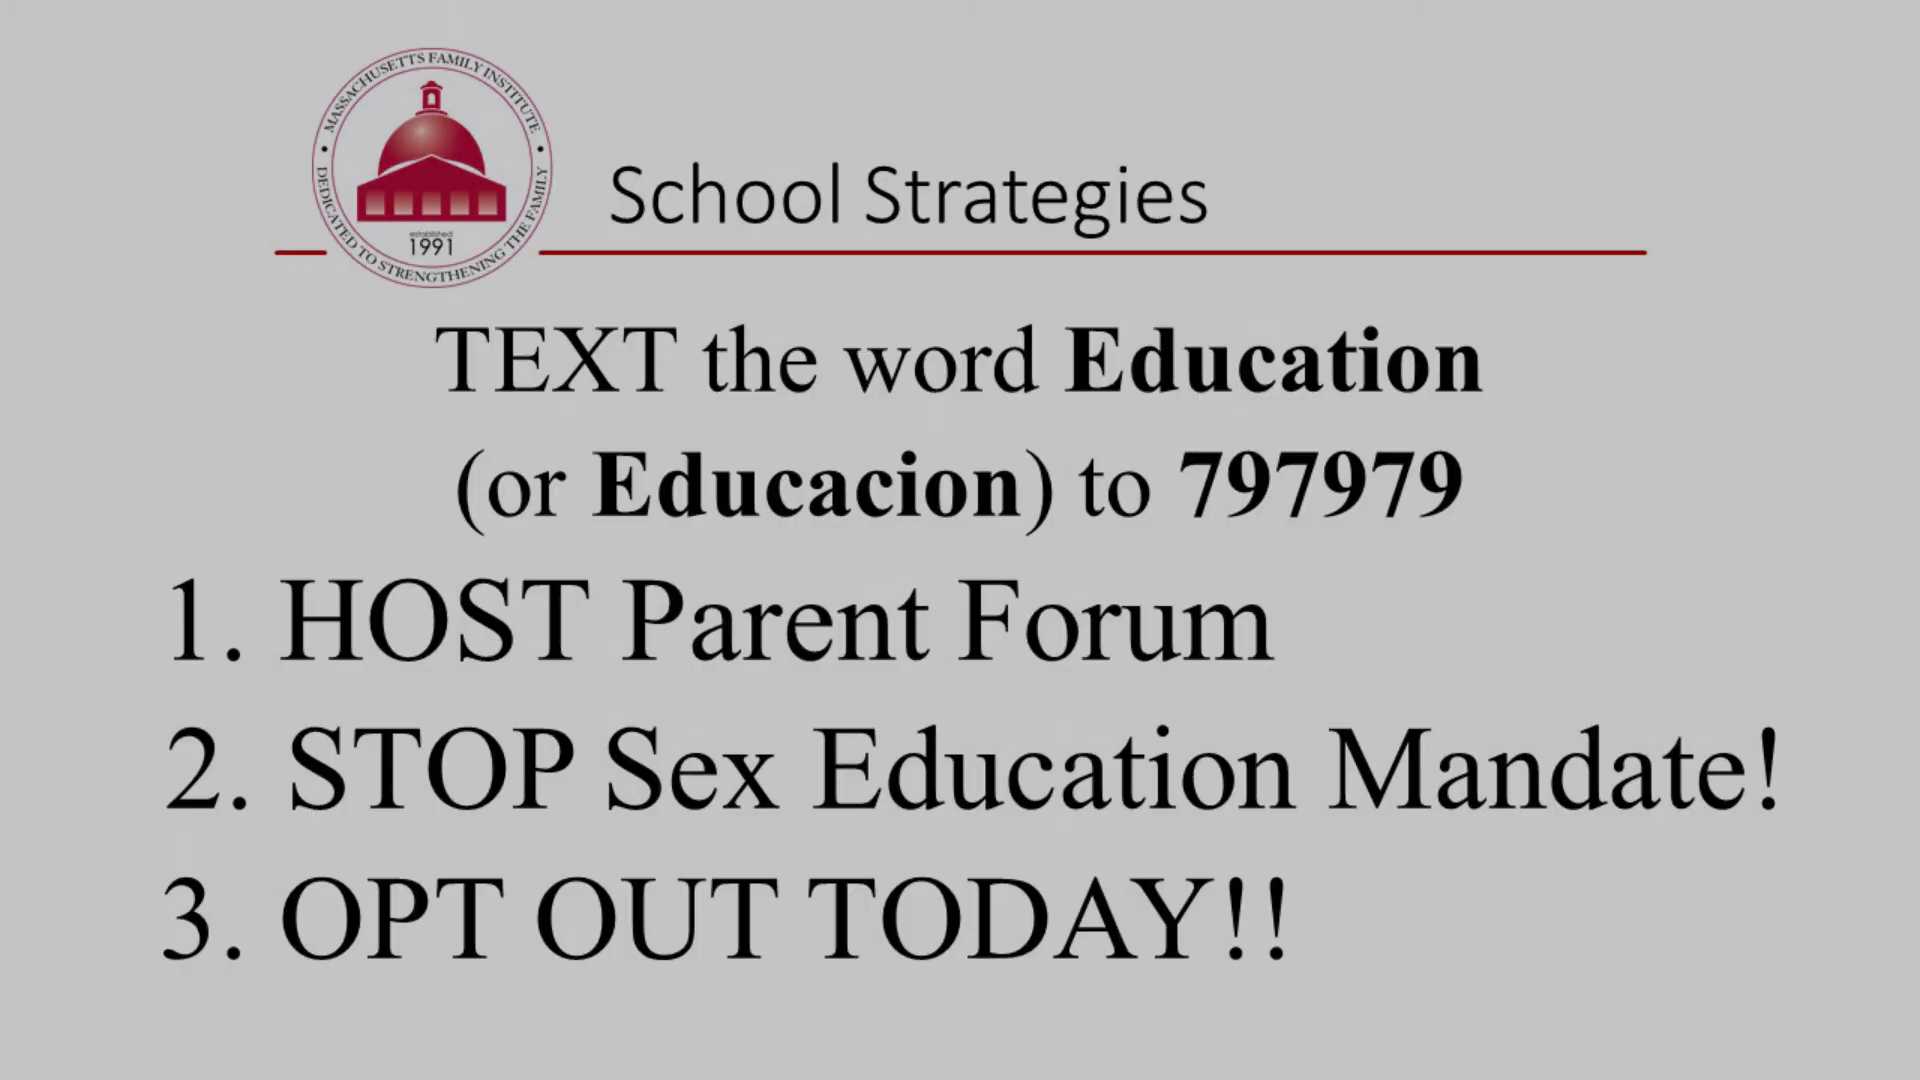 MASSACHUSETTS FAMILY INSTITUTE
DEDICATED TO STRENGTHENING THE FAMILY
established
1991
School Strategies
TEXT the word Education
(or Educacion) to 797979
1. HOST Parent Forum
2. STOP Sex Education Mandate!
3. OPT OUT TODAY!!